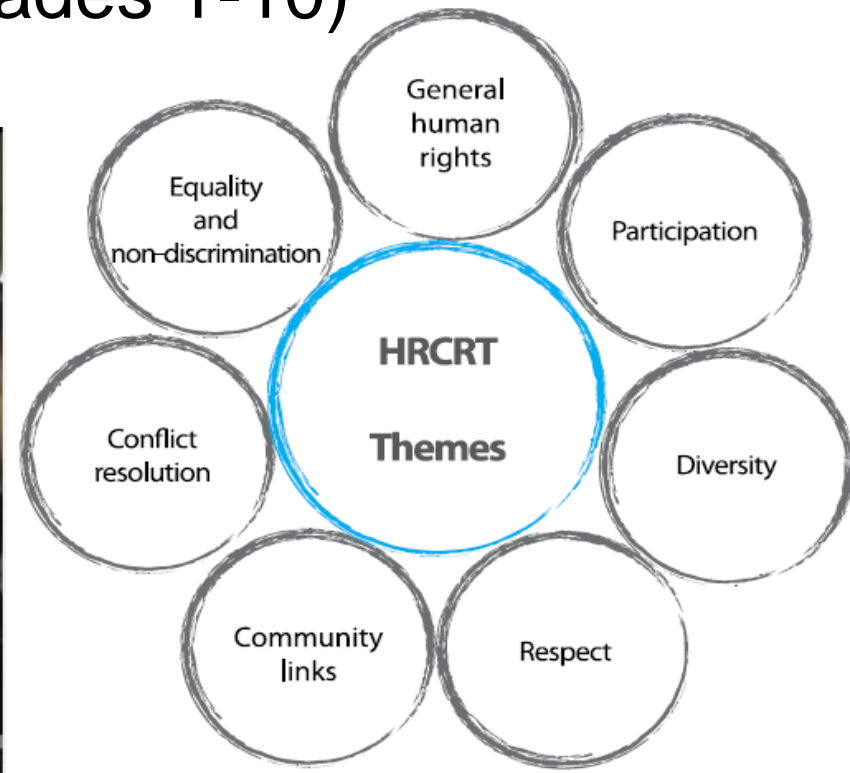 ades 1-10)
General
human
rights
Equality
and
non-discrimination
Participation
HRCRT
Themes
Conflict
resolution
Diversity
Community
links
Respect